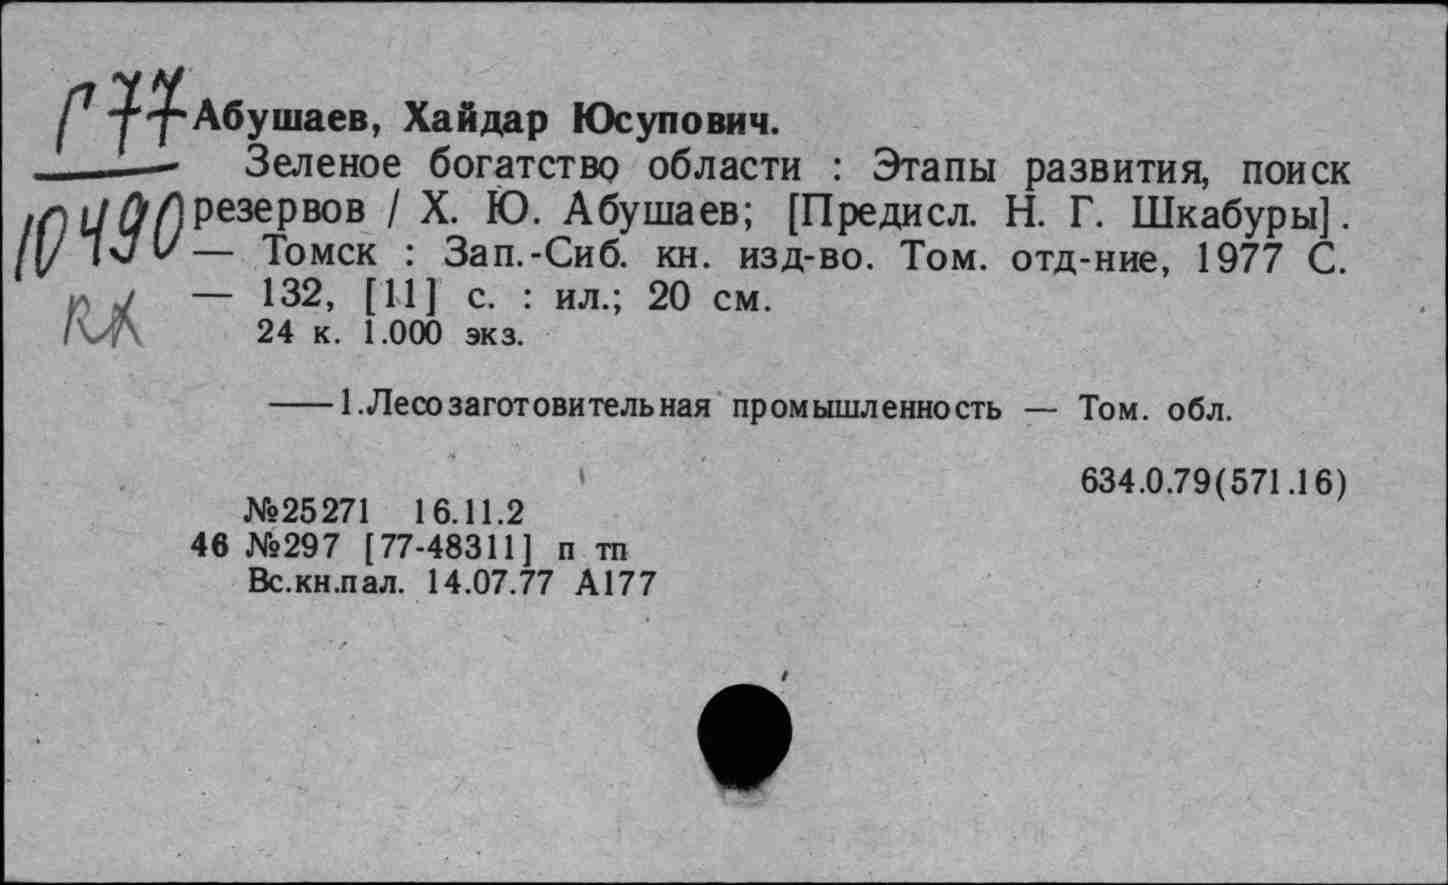 Г77
Абушаев, Хайдар Юсупович.
Зеленое богатство области : Этапы развития, поиск
10490
резервов / Х. Ю. Абушаев; [Предисл. Н. Г. Шкабуры].
— Томск : Зап.-Сиб. кн. изд-во. Том. отд-ние, 1977 С.
— 132, [11] с. : ил.; 20 см.
24 к. 1.000 экз.
—— 1.Лесозаготовительная промышленность — Том. обл.
634.0.79(571.16)
№25271 16.11.2
46 №297 [77-48311] п тп
Вс.кн.пал. 14.07.77 А177